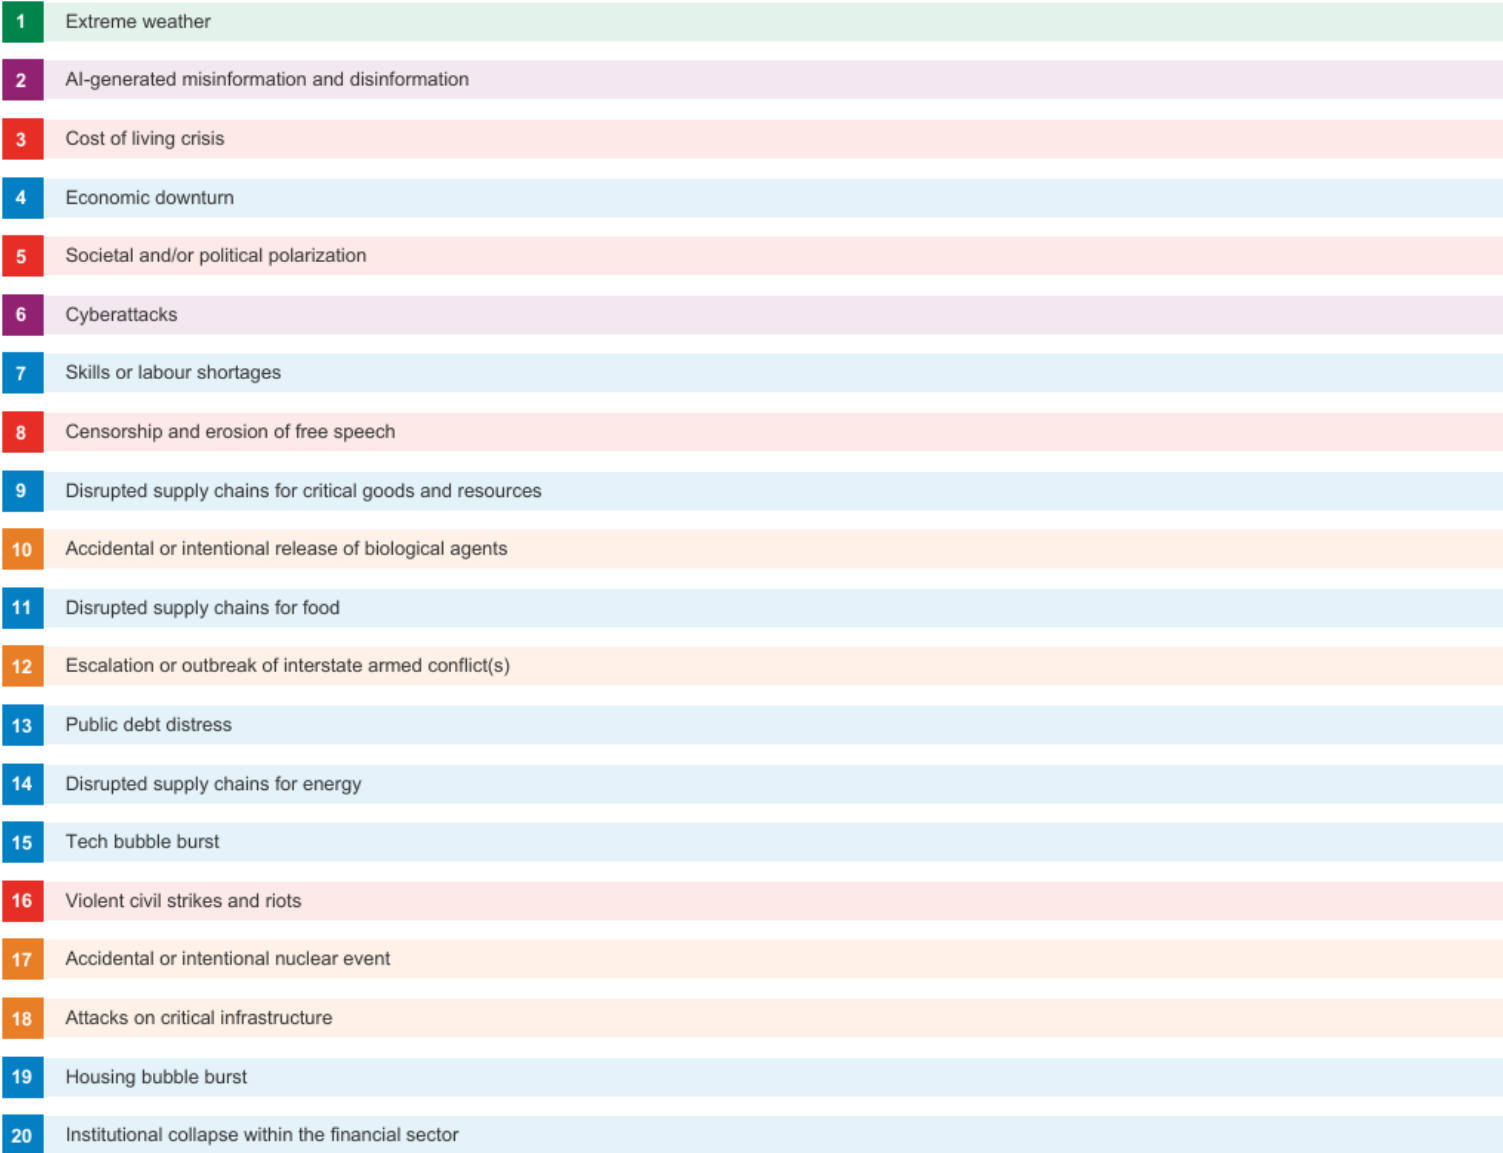 1 Extreme weather
2 AI-generated misinformation and disinformation
3 Cost of living crisis
4 Economic downturn
5 Societal and/or political polarization
6 Cyberattacks
7 Skills or labour shortages
8 Censorship and erosion of free speech
9 Disrupted supply chains for critical goods and resources
10 Accidental or intentional release of biological agents
11 Disrupted supply chains for food
12 Escalation or outbreak of interstate armed conflict(s)
13 Public debt distress
14 Disrupted supply chains for energy
15 Tech bubble burst
16 Violent civil strikes and riots
17 Accidental or intentional nuclear event
18 Attacks on critical infrastructure
19 Housing bubble burst
20 Institutional collapse within the financial sector